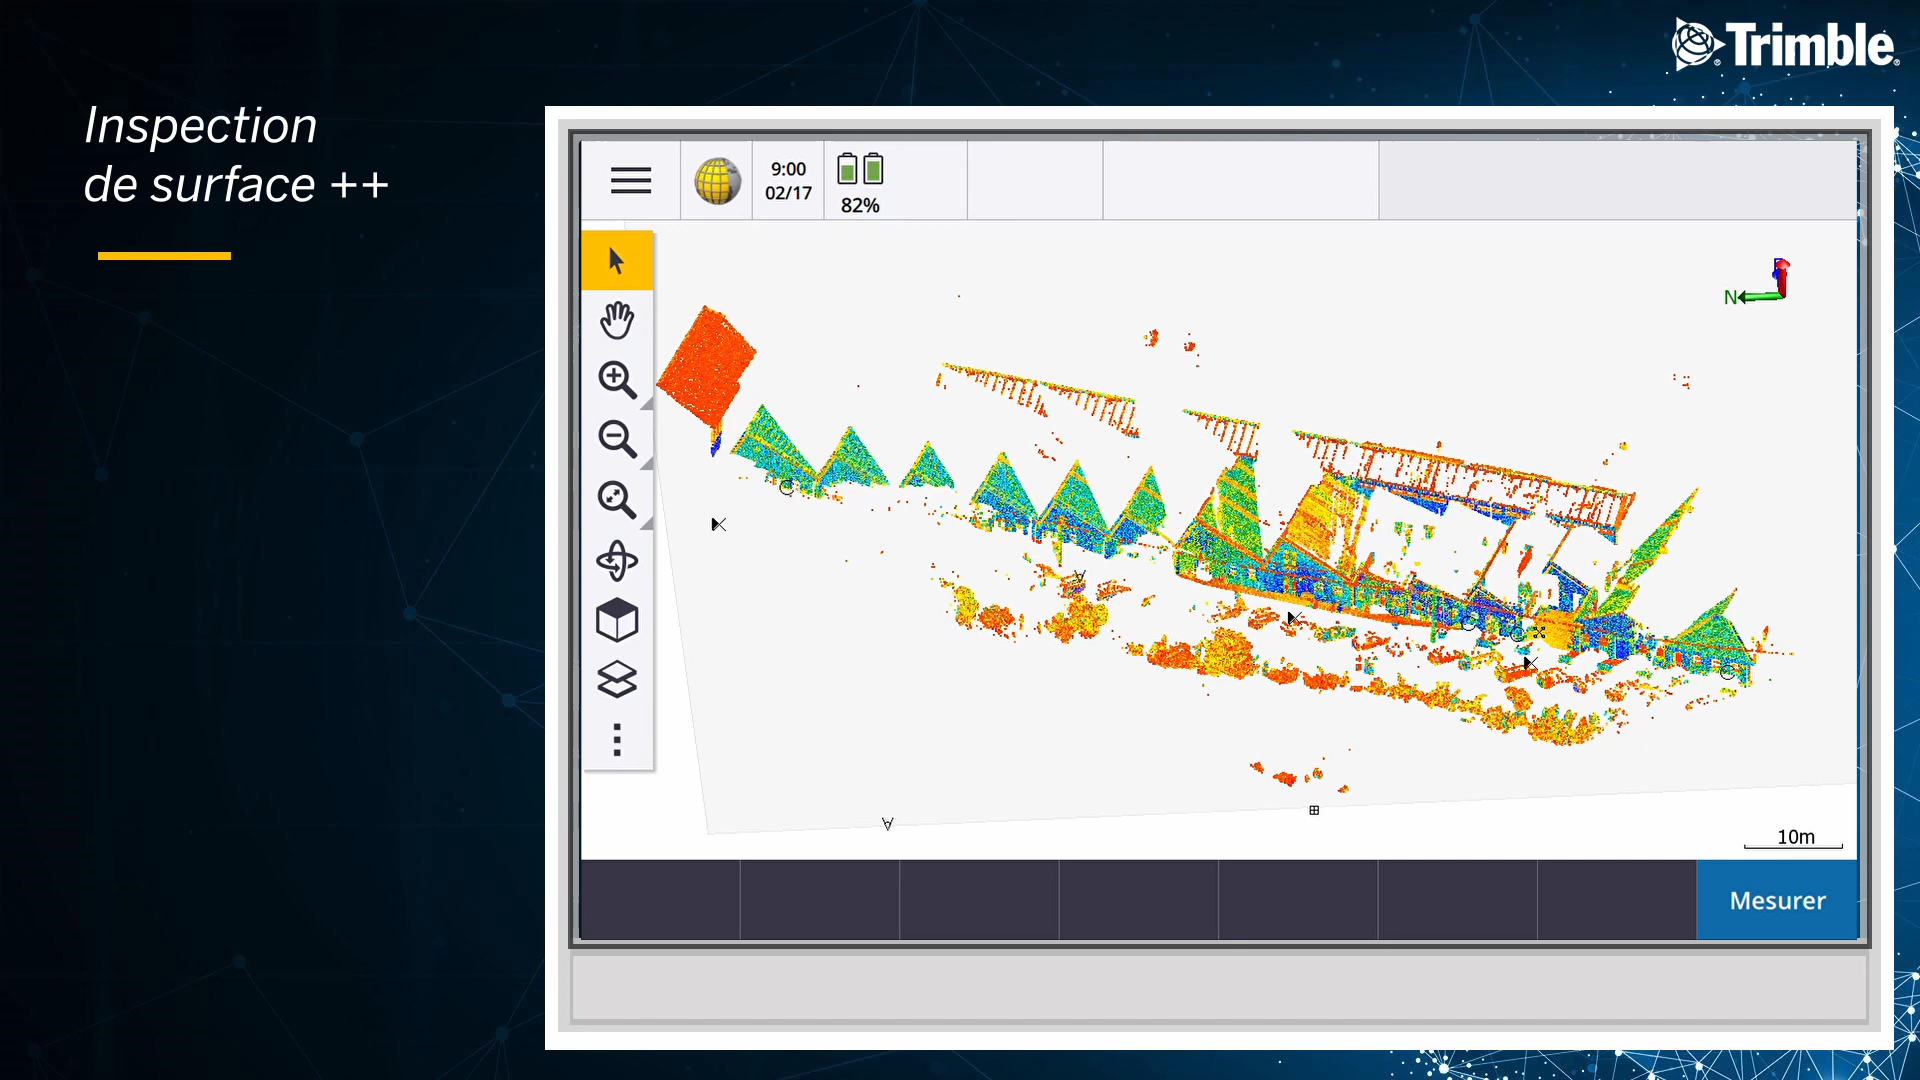 Trimble
Inspection
de surface ++
9:00
02/17
82%
N
10m
Mesurer